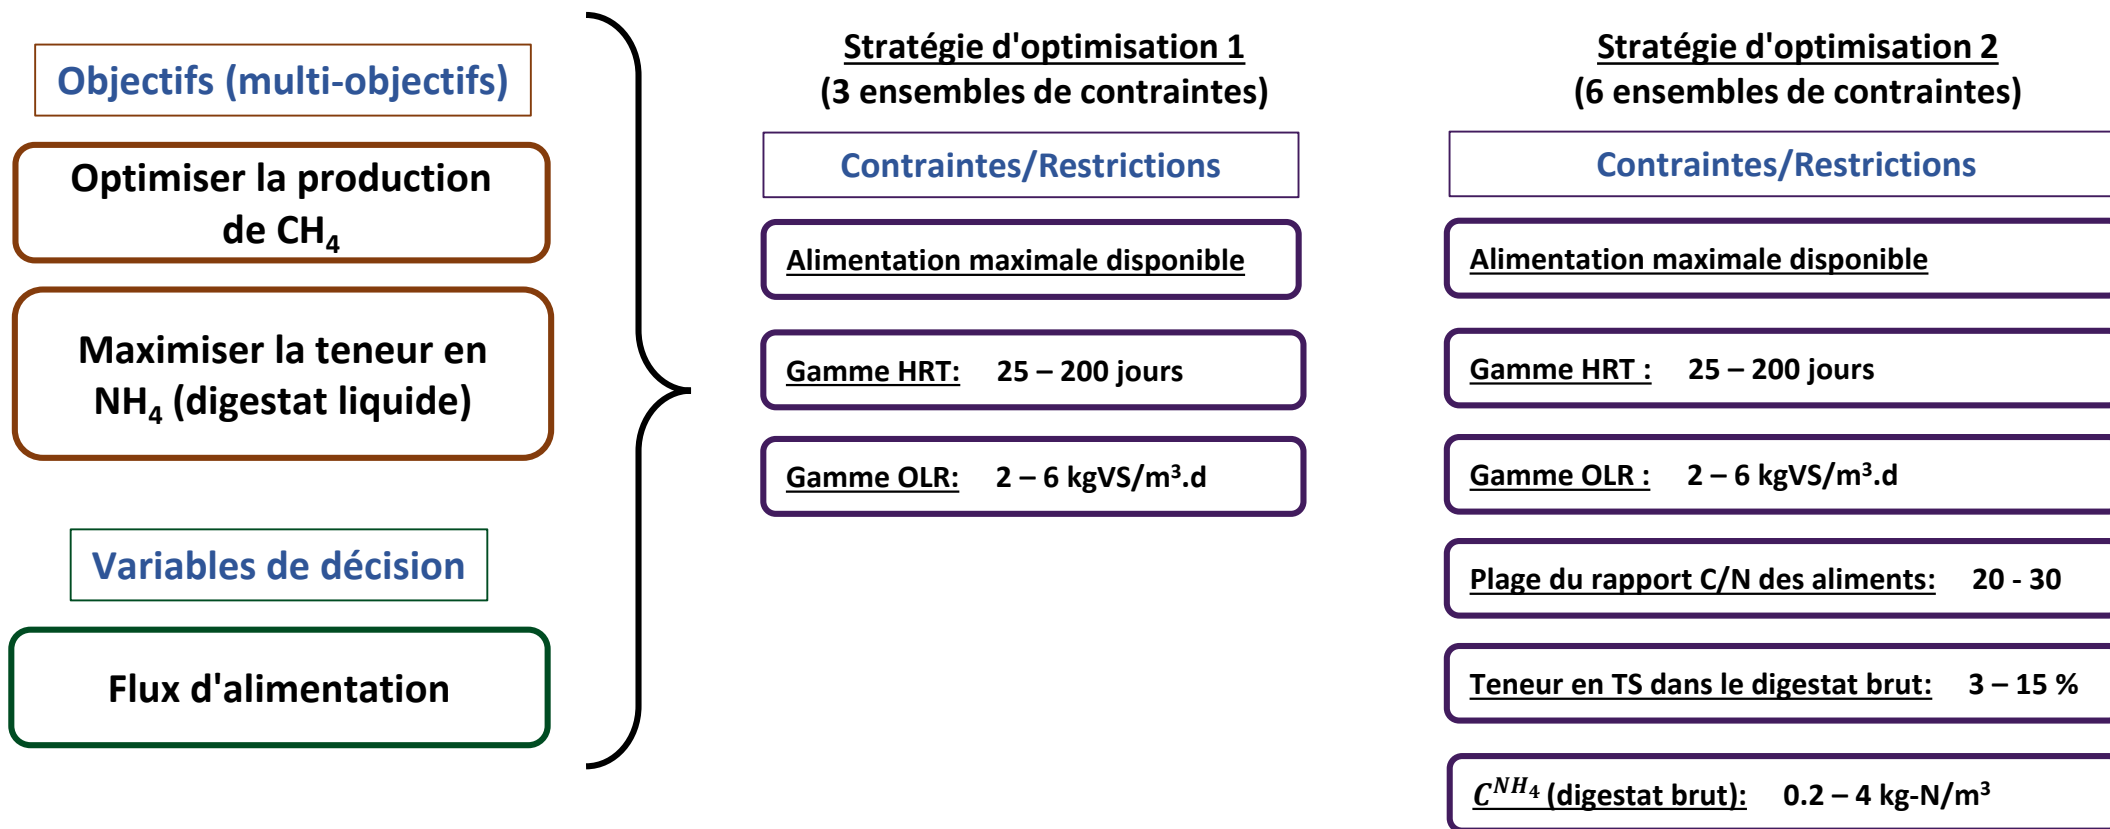 Objectifs (multi-objectifs)
Optimiser la production
de CH₄
Maximiser la teneur en
NH₄ (digestat liquide)
Variables de décision
Flux d'alimentation
Stratégie d'optimisation 1
(3 ensembles de contraintes)
Contraintes/Restrictions
Alimentation maximale disponible
Gamme HRT: 25 – 200 jours
Gamme OLR: 2 – 6 kgVS/m³.d
Stratégie d'optimisation 2
(6 ensembles de contraintes)
Contraintes/Restrictions
Alimentation maximale disponible
Gamme HRT : 25 – 200 jours
Gamme OLR : 2 – 6 kgVS/m³.d
Plage du rapport C/N des aliments: 20 - 30
Teneur en TS dans le digestat brut: 3 – 15 %
C^NH₄ (digestat brut): 0.2 – 4 kg-N/m³